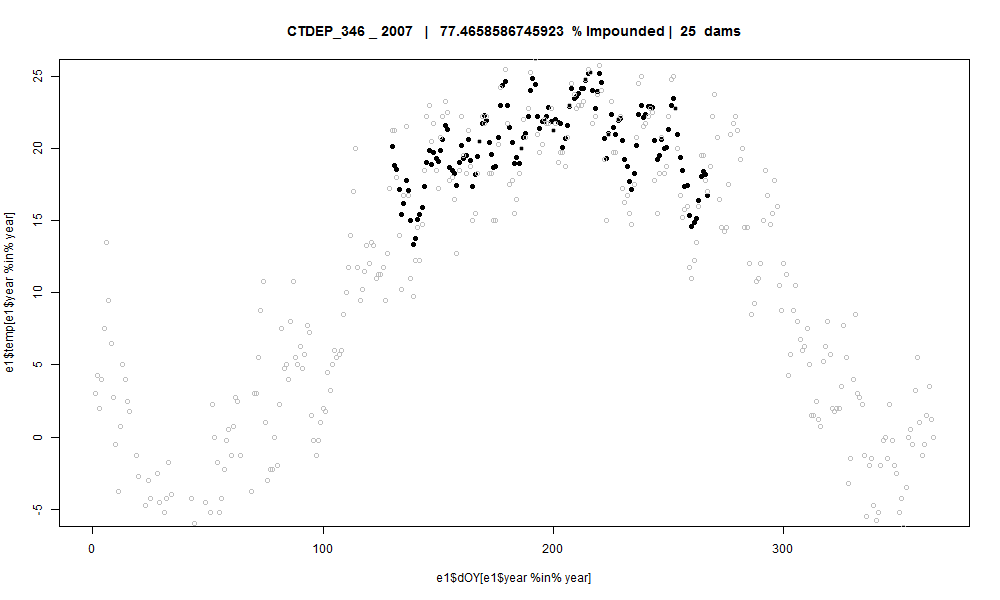 CTDEP_346 _ 2007 | 77.4658586745923 % Impounded | 25 dams
e1$temp[e1$year %in% year]
25
20
15
10
5
0
-5
0 100 200 300
e1$dOY[e1$year %in% year]